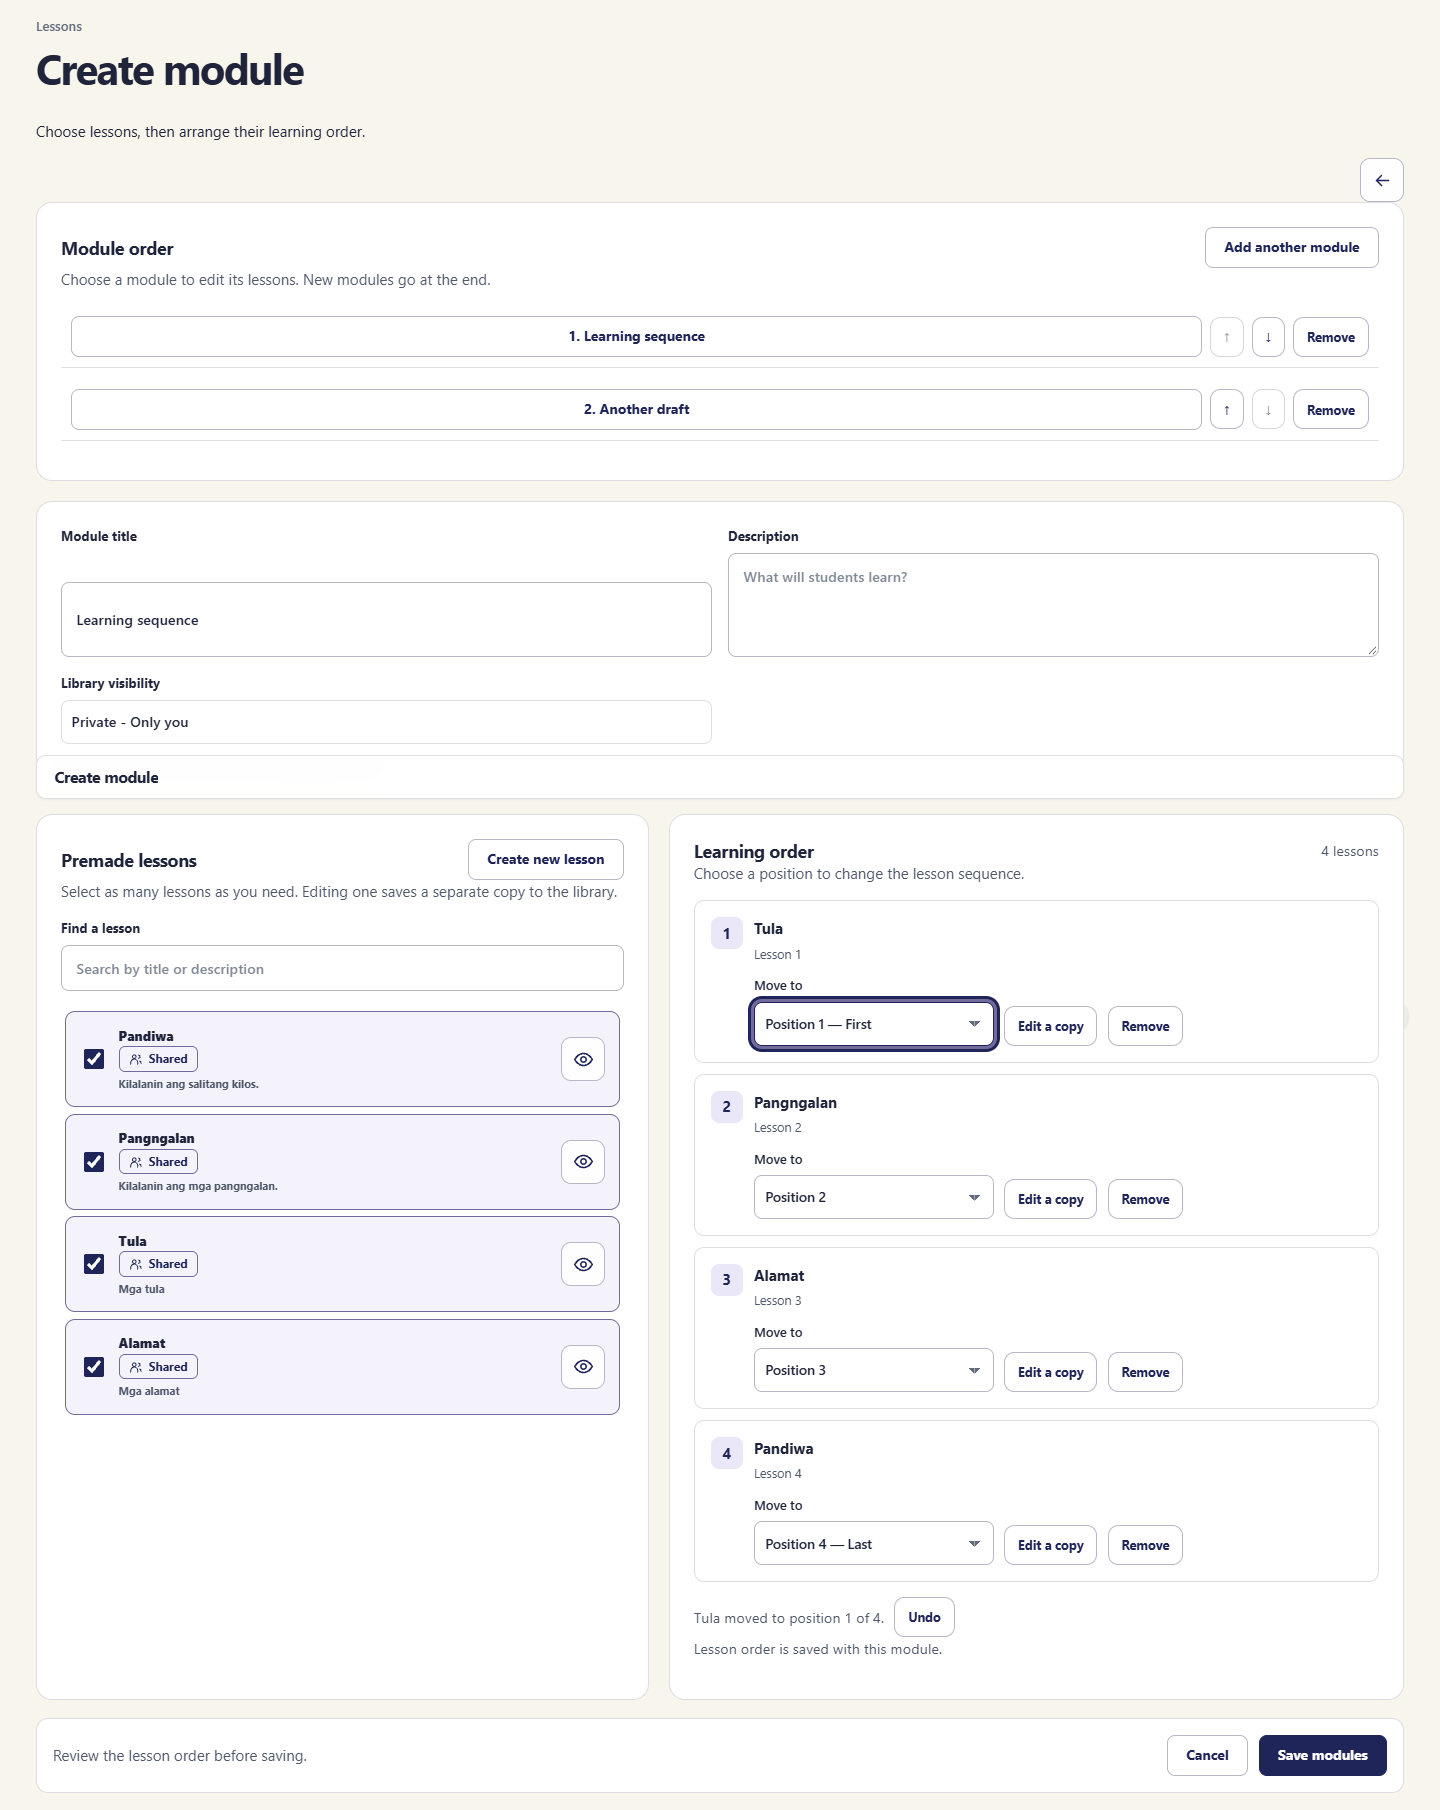 Lessons
Create module
Choose lessons, then arrange their learning order.
←
Module order
Add another module
Choose a module to edit its lessons. New modules go at the end.
1. Learning sequence
↑
↓
Remove
2. Another draft
↑
↓
Remove
Module title
Description
What will students learn?
Learning sequence
Library visibility
Private - Only you
Create module
Premade lessons
Create new lesson
Select as many lessons as you need. Editing one saves a separate copy to the library.
Find a lesson
Search by title or description
Pandiwa
Shared
Kilalanin ang salitang kilos.
Pangngalan
Shared
Kilalanin ang mga pangngalan.
Tula
Shared
Mga tula
Alamat
Shared
Mga alamat
Learning order
4 lessons
Choose a position to change the lesson sequence.
1
Tula
Lesson 1
Move to
Position 1 — First
Edit a copy
Remove
2
Pangngalan
Lesson 2
Move to
Position 2
Edit a copy
Remove
3
Alamat
Lesson 3
Move to
Position 3
Edit a copy
Remove
4
Pandiwa
Lesson 4
Move to
Position 4 — Last
Edit a copy
Remove
Tula moved to position 1 of 4.
Undo
Lesson order is saved with this module.
Review the lesson order before saving.
Cancel
Save modules